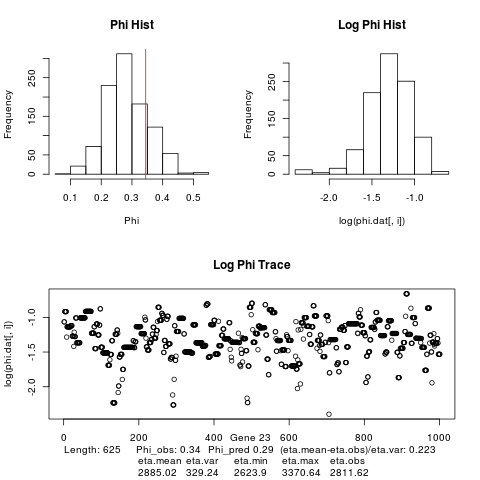 Phi Hist
Log Phi Hist
Frequency
0 50 150 250
0.1 0.2 0.3 0.4 0.5
Phi
Frequency
0 50 150 250
-2.0 -1.5 -1.0
log(phi.dat[, i])
Log Phi Trace
log(phi.dat[, i])
-2.0 -1.5 -1.0
0 200 400 600 800 1000
Gene 23
Length: 625 Phi_obs: 0.34 Phi_pred 0.29 (eta.mean-eta.obs)/eta.var: 0.223
eta.mean eta.var eta.min eta.max eta.obs
2885.02 329.24 2623.9 3370.64 2811.62